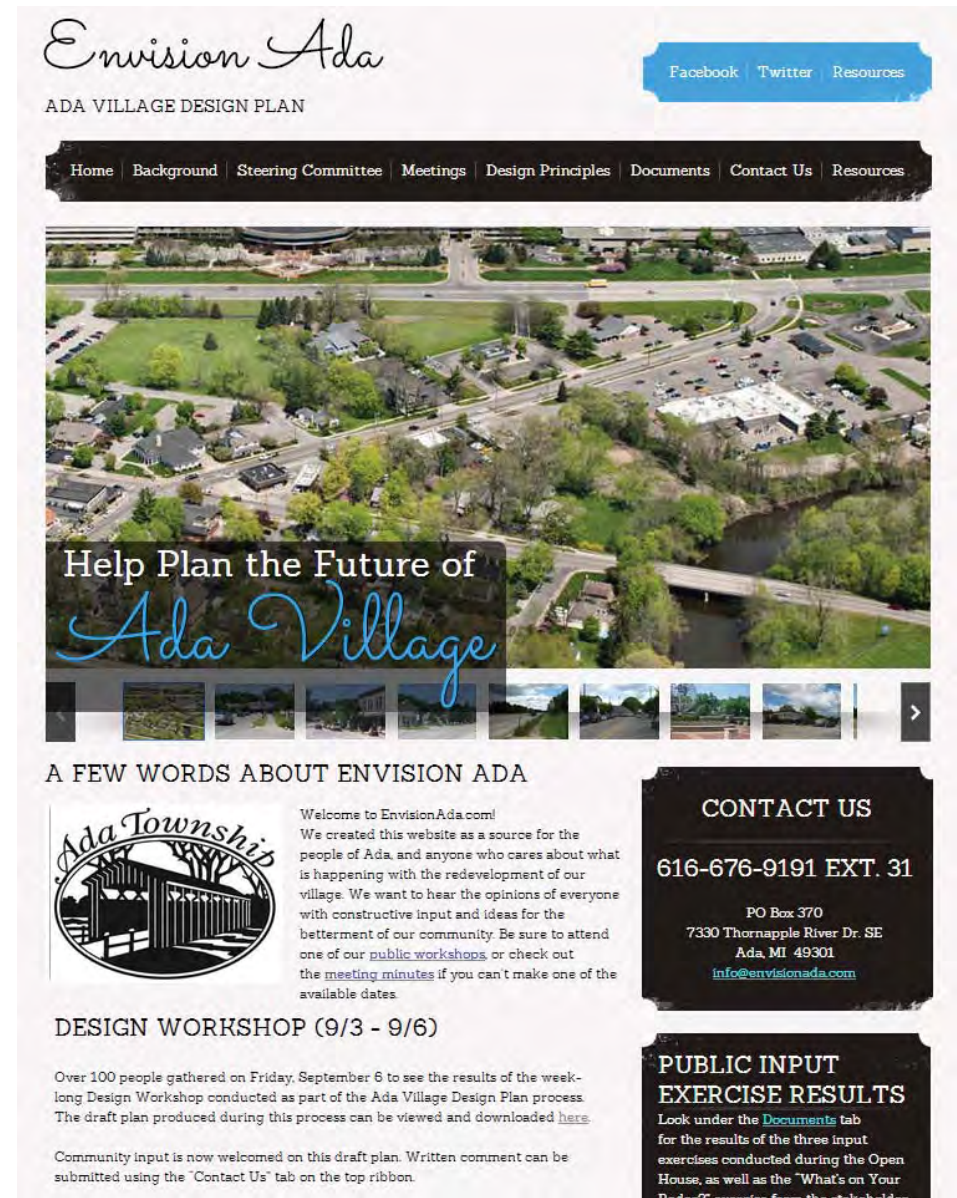 Envision Ada
ADA VILLAGE DESIGN PLAN
Facebook Twitter Resources
Home Background Steering Committee Meetings Design Principles Documents Contact Us Resources
Help Plan the Future of
Ada Village
A FEW WORDS ABOUT ENVISION ADA
Ada Township
Welcome to EnvisionAda.com!
We created this website as a source for the
people of Ada, and anyone who cares about what
is happening with the redevelopment of our
village. We want to hear the opinions of everyone
with constructive input and ideas for the
betterment of our community. Be sure to attend
one of our public workshops, or check out
the meeting minutes if you can't make one of the
available dates.
DESIGN WORKSHOP (9/3 - 9/6)
Over 100 people gathered on Friday, September 6 to see the results of the week-
long Design Workshop conducted as part of the Ada Village Design Plan process.
The draft plan produced during this process can be viewed and downloaded here.
Community input is now welcomed on this draft plan. Written comment can be
submitted using the "Contact Us" tab on the top ribbon.
CONTACT US
616-676-9191 EXT. 31
PO Box 370
7330 Thornapple River Dr. SE
Ada, MI 49301
info@envisionada.com
PUBLIC INPUT
EXERCISE RESULTS
Look under the Documents tab
for the results of the three input
exercises conducted during the Open
House, as well as the "What's on Your